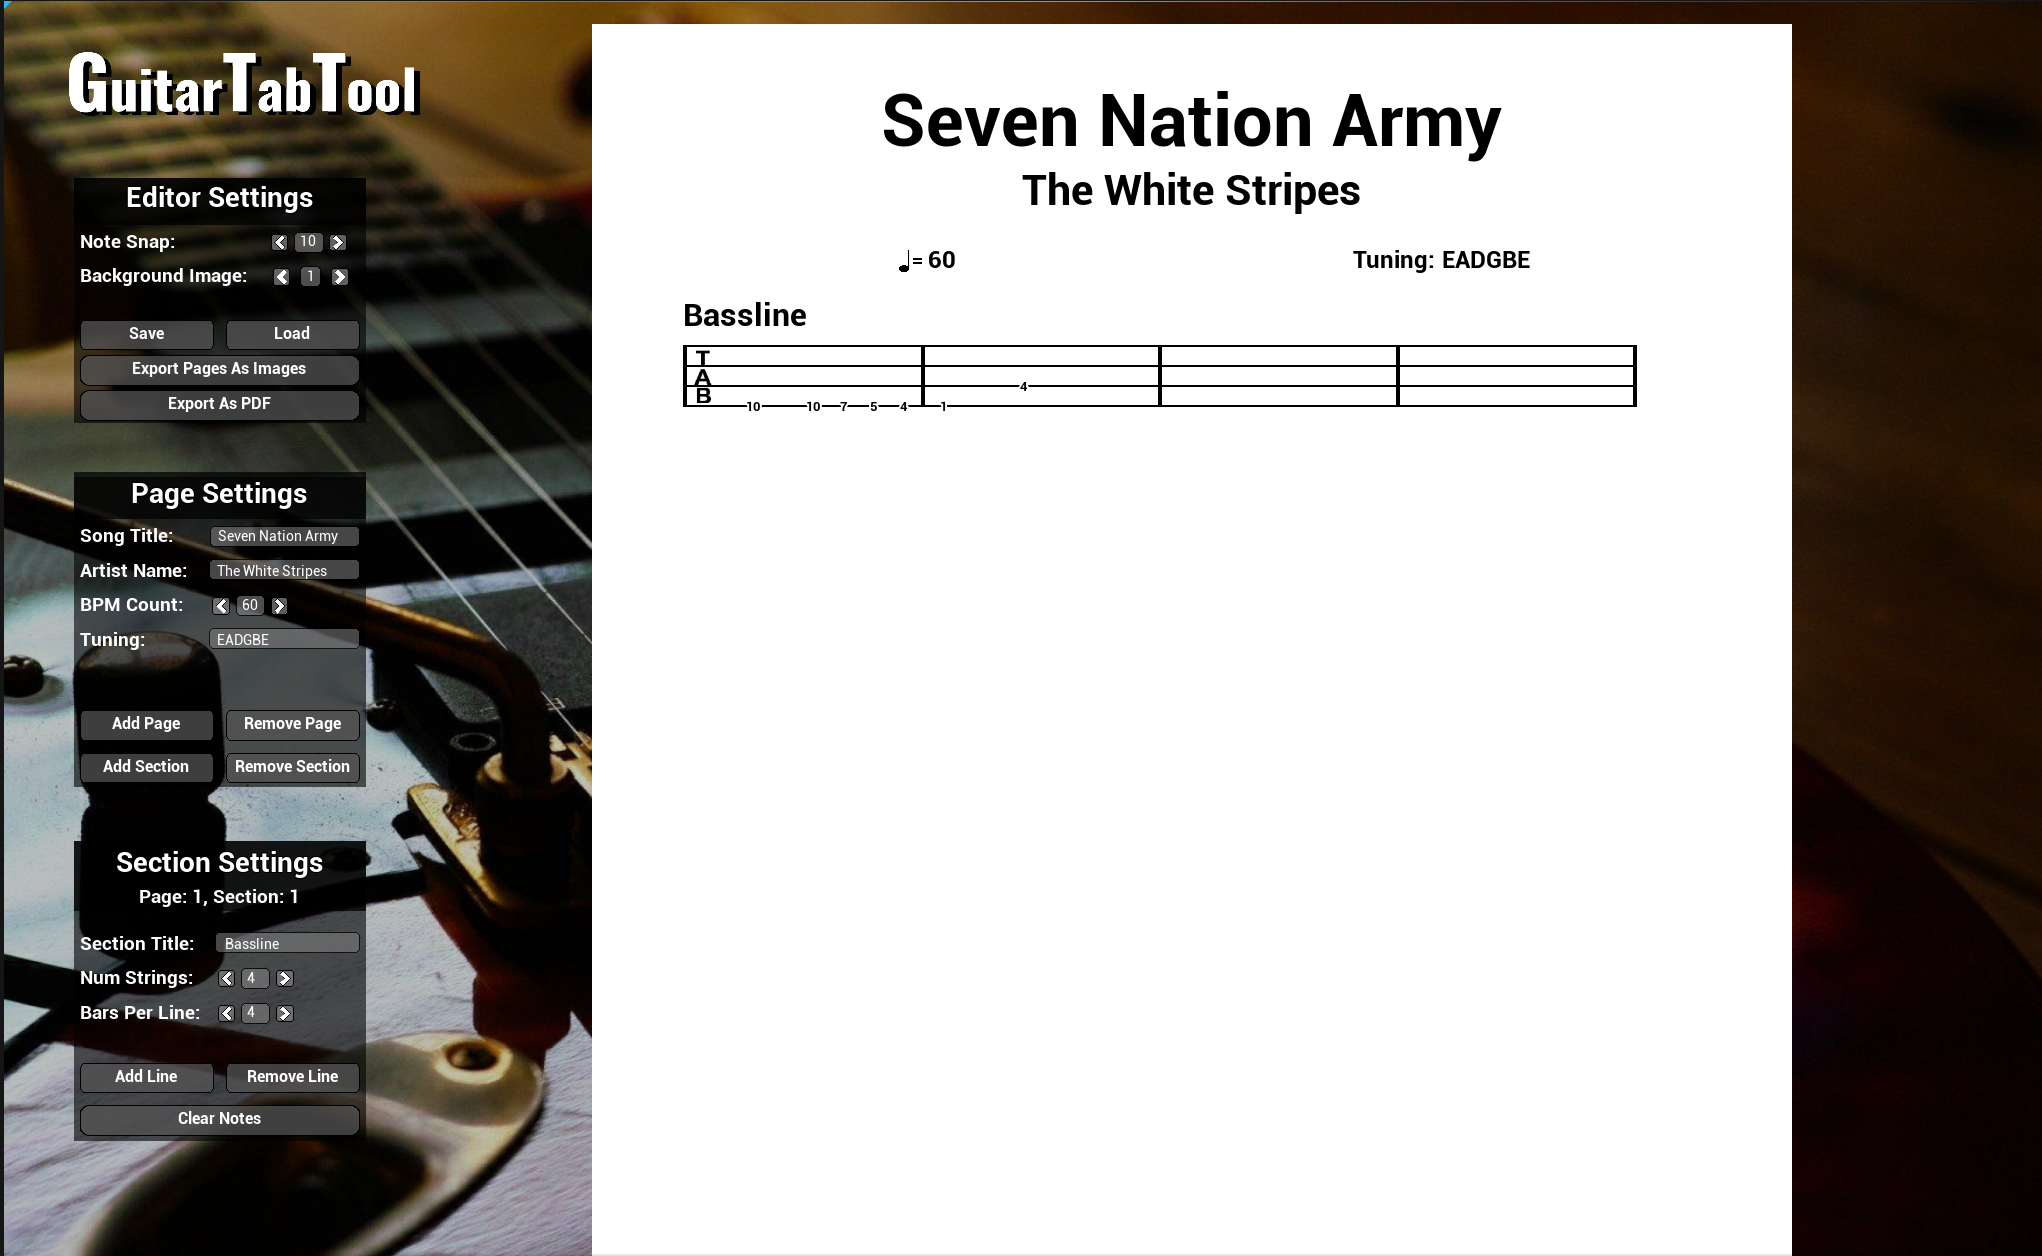 GuitarTabTool
Editor Settings
Note Snap: 10
Background Image: 1
Save Load
Export Pages As Images
Export As PDF
Page Settings
Song Title: Seven Nation Army
Artist Name: The White Stripes
BPM Count: 60
Tuning: EADGBE
Add Page Remove Page
Add Section Remove Section
Section Settings
Page: 1, Section: 1
Section Title: Bassline
Num Strings: 4
Bars Per Line: 4
Add Line Remove Line
Clear Notes
Seven Nation Army
The White Stripes
♩= 60 Tuning: EADGBE
Bassline
T
A 4
B
10 10 7 5 4 1